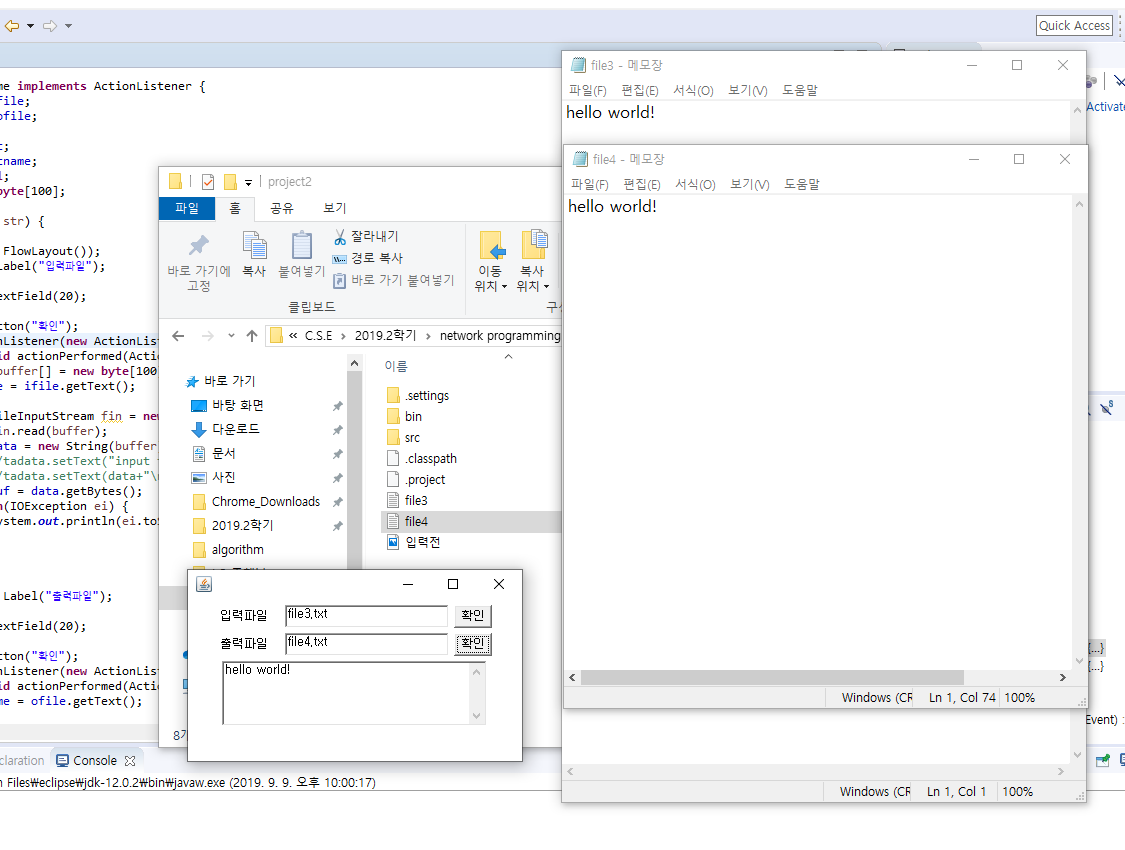 Quick Access
me implements ActionListener {
file;
ofile;
t;
tname;
l;
byte[100];
str) {
FlowLayout());
Label("입력파일");
extField(20);
tton("확인");
nListener(new ActionList
id actionPerformed(Actio
buffer[] = new byte[100
e = ifile.getText();
ileInputStream fin = new
in.read(buffer);
ata = new String(buffer
/tadata.setText("input
/tadata.setText(data+"\
uf = data.getBytes();
h(IOException ei) {
ystem.out.println(ei.toS
Label("출력파일");
extField(20);
tton("확인");
nListener(new ActionList
id actionPerformed(Actio
me = ofile.getText();
claration
Console
n Files₩eclipse₩jdk-12.0.2₩bin₩javaw.exe (2019. 9. 9. 오후 10:00:17)
project2
파일 홈 공유 보기
바로 가기에 고정
복사
붙여넣기
잘라내기
경로 복사
바로 가기 붙여넣기
클립보드
이동 위치
복사 위치
« C.S.E > 2019.2학기 > network programming
바로 가기
바탕 화면
다운로드
문서
사진
Chrome_Downloads
2019.2학기
algorithm
이름
.settings
bin
src
.classpath
.project
file3
file4
입력전
입력파일 file3.txt 확인
출력파일 file4.txt 확인
hello world!
file3 - 메모장
파일(F) 편집(E) 서식(O) 보기(V) 도움말
hello world!
file4 - 메모장
파일(F) 편집(E) 서식(O) 보기(V) 도움말
hello world!
Windows (CR Ln 1, Col 74 100%
Windows (CR Ln 1, Col 1 100%
Activate
{...}
{...}
Event) :